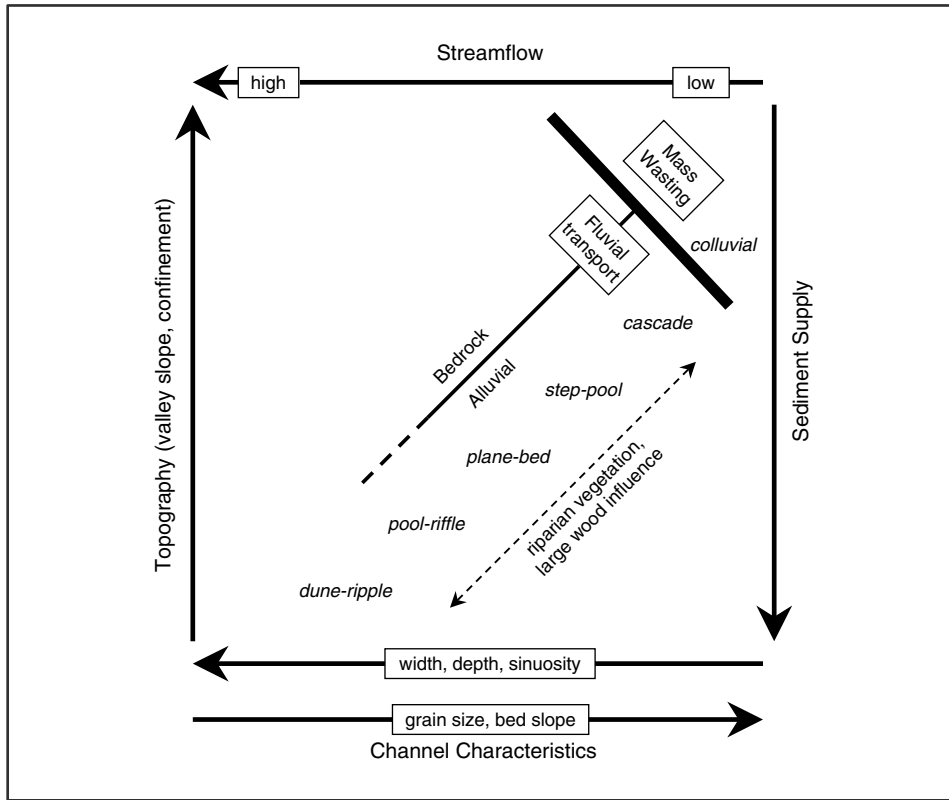 Streamflow
high
low
Mass
Wasting
Fluvial
transport
colluvial
cascade
Bedrock
Alluvial
step-pool
plane-bed
pool-riffle
dune-ripple
riparian vegetation,
large wood influence
Topography (valley slope, confinement)
Sediment Supply
width, depth, sinuosity
grain size, bed slope
Channel Characteristics